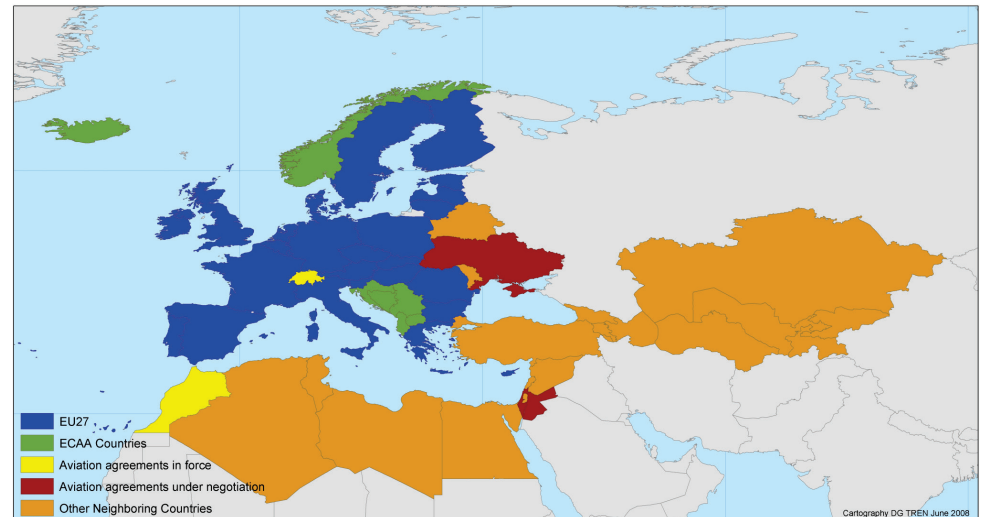 EU27
ECAA Countries
Aviation agreements in force
Aviation agreements under negotiation
Other Neighboring Countries
Cartography DG TREN June 2008